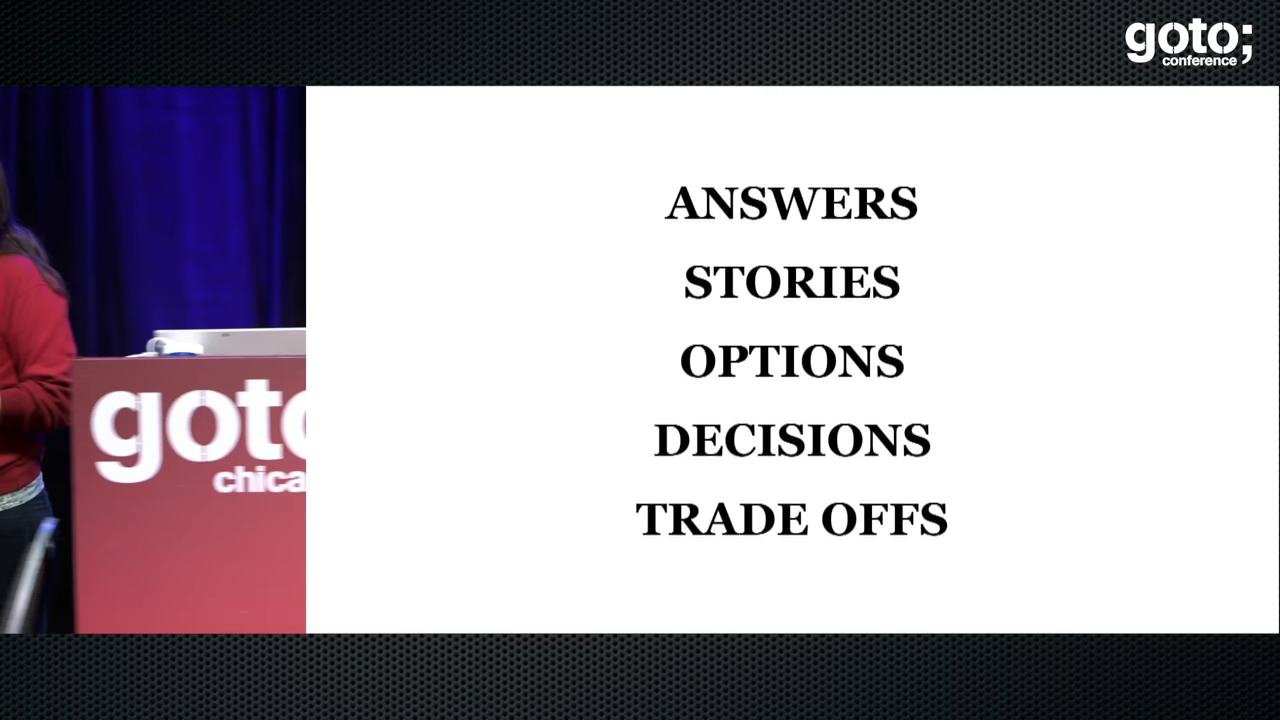 goto;
conference
ANSWERS
STORIES
OPTIONS
DECISIONS
TRADE OFFS
goto
chica